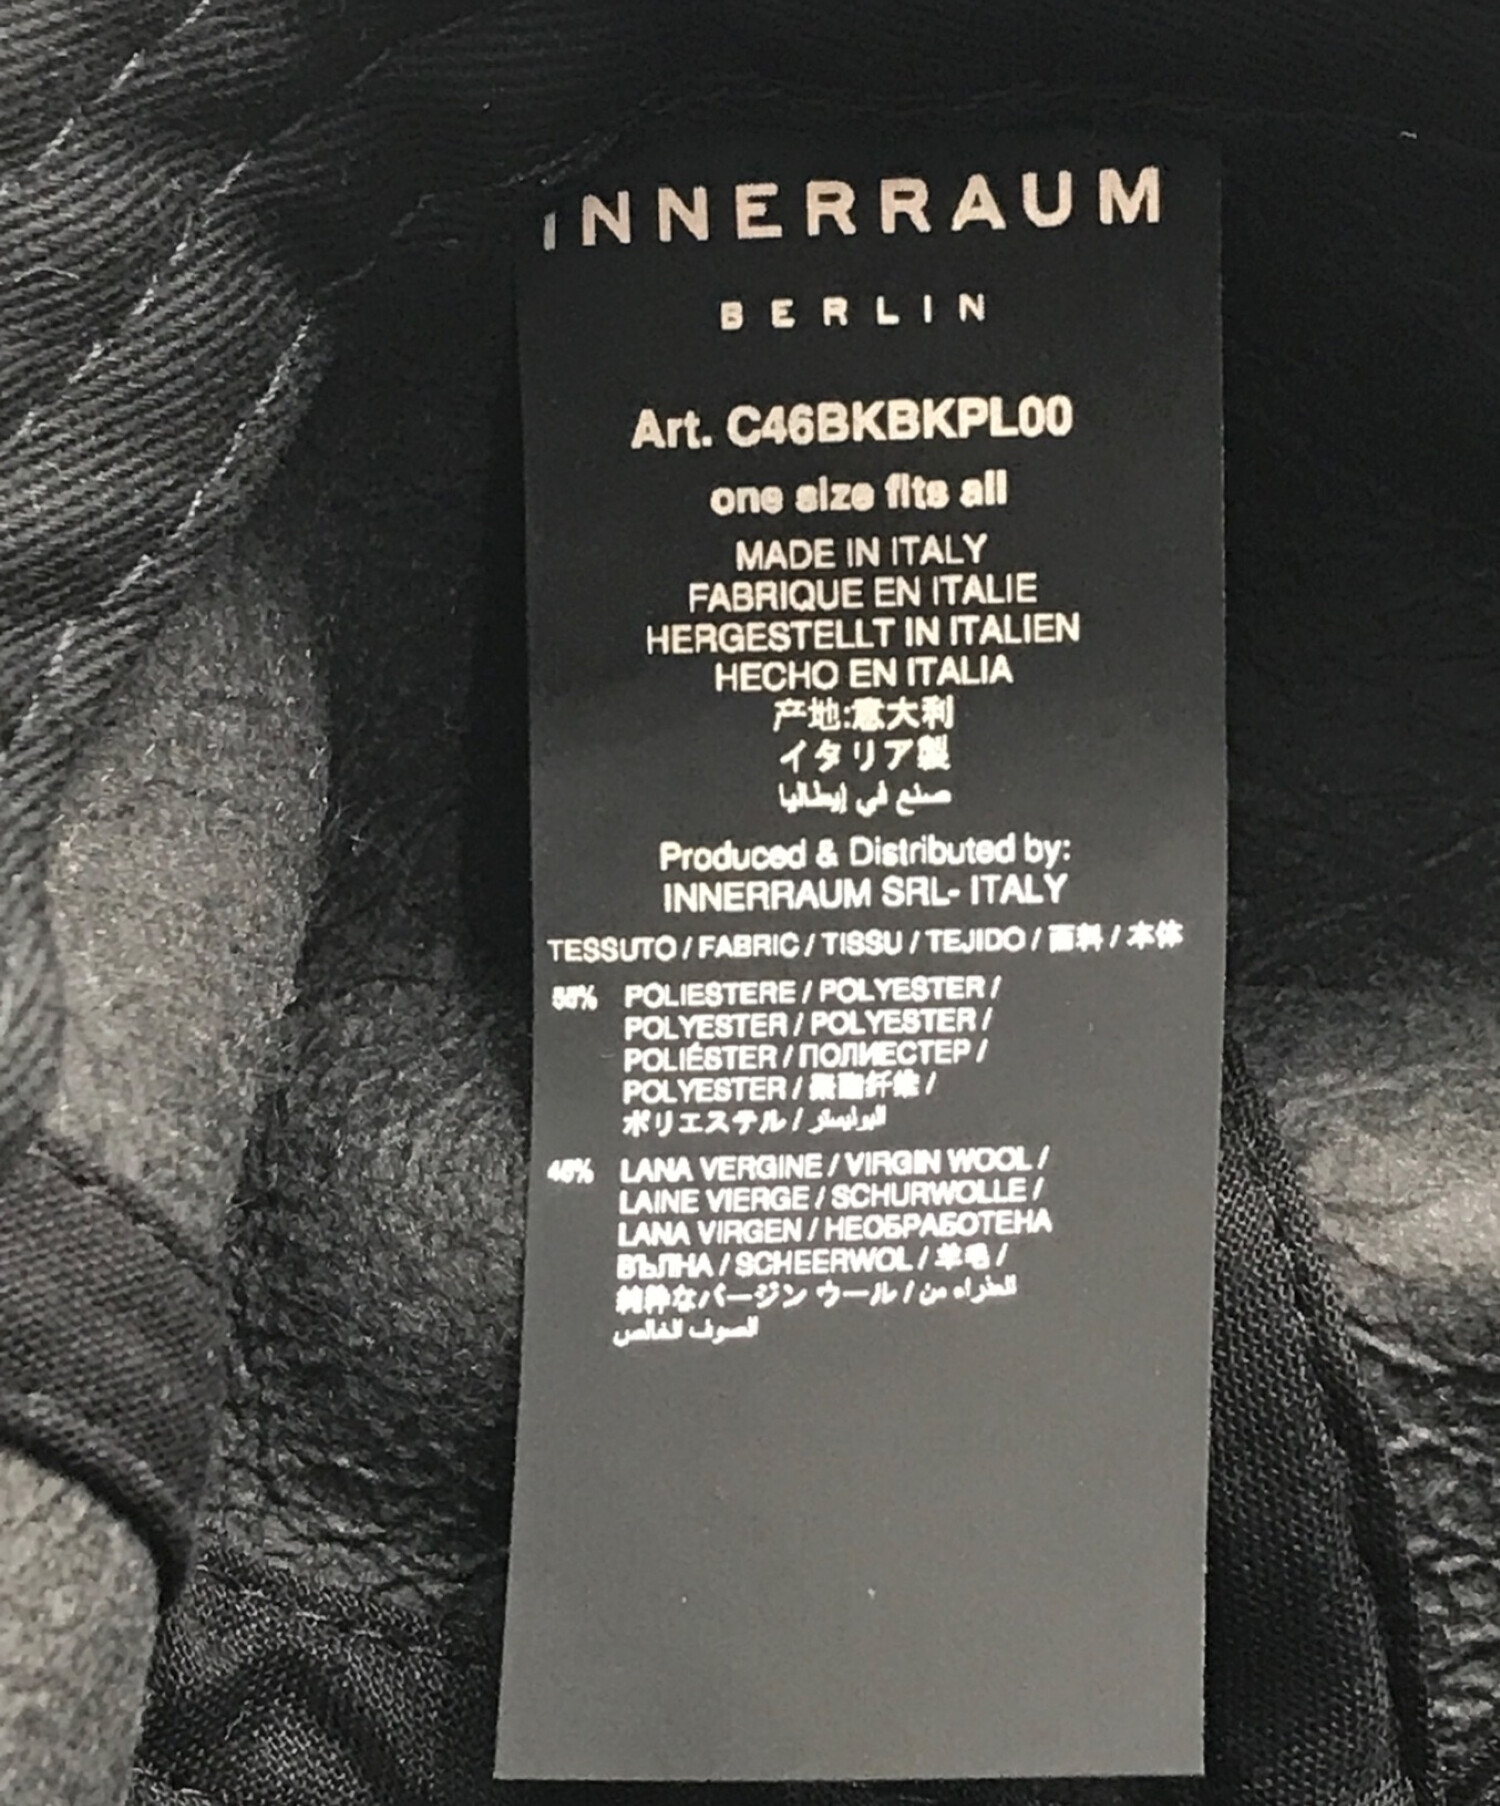 INNERRAUM
BERLIN
Art. C46BKBKPL00
one size fits all
MADE IN ITALY
FABRIQUE EN ITALIE
HERGESTELLT IN ITALIEN
HECHO EN ITALIA
产地:意大利
イタリア製
صنع في إيطاليا
Produced & Distributed by:
INNERRAUM SRL- ITALY
TESSUTO / FABRIC / TISSU / TEJIDO / 面料 / 本体
POLIESTERE / POLYESTER /
POLYESTER / POLYESTER /
POLIÉSTER / ПОЛИЕСТЕР /
POLYESTER / 聚酯纤维 /
ポリエステル / البوليستار
LANA VERGINE / VIRGIN WOOL /
LAINE VIERGE / SCHURWOLLE /
LANA VIRGEN / НЕОБРАБОТЕНА
ВЪЛНА / SCHEERWOL / 羊毛 /
純粋なバージン ウール / العذراء من
الصوف الخالص